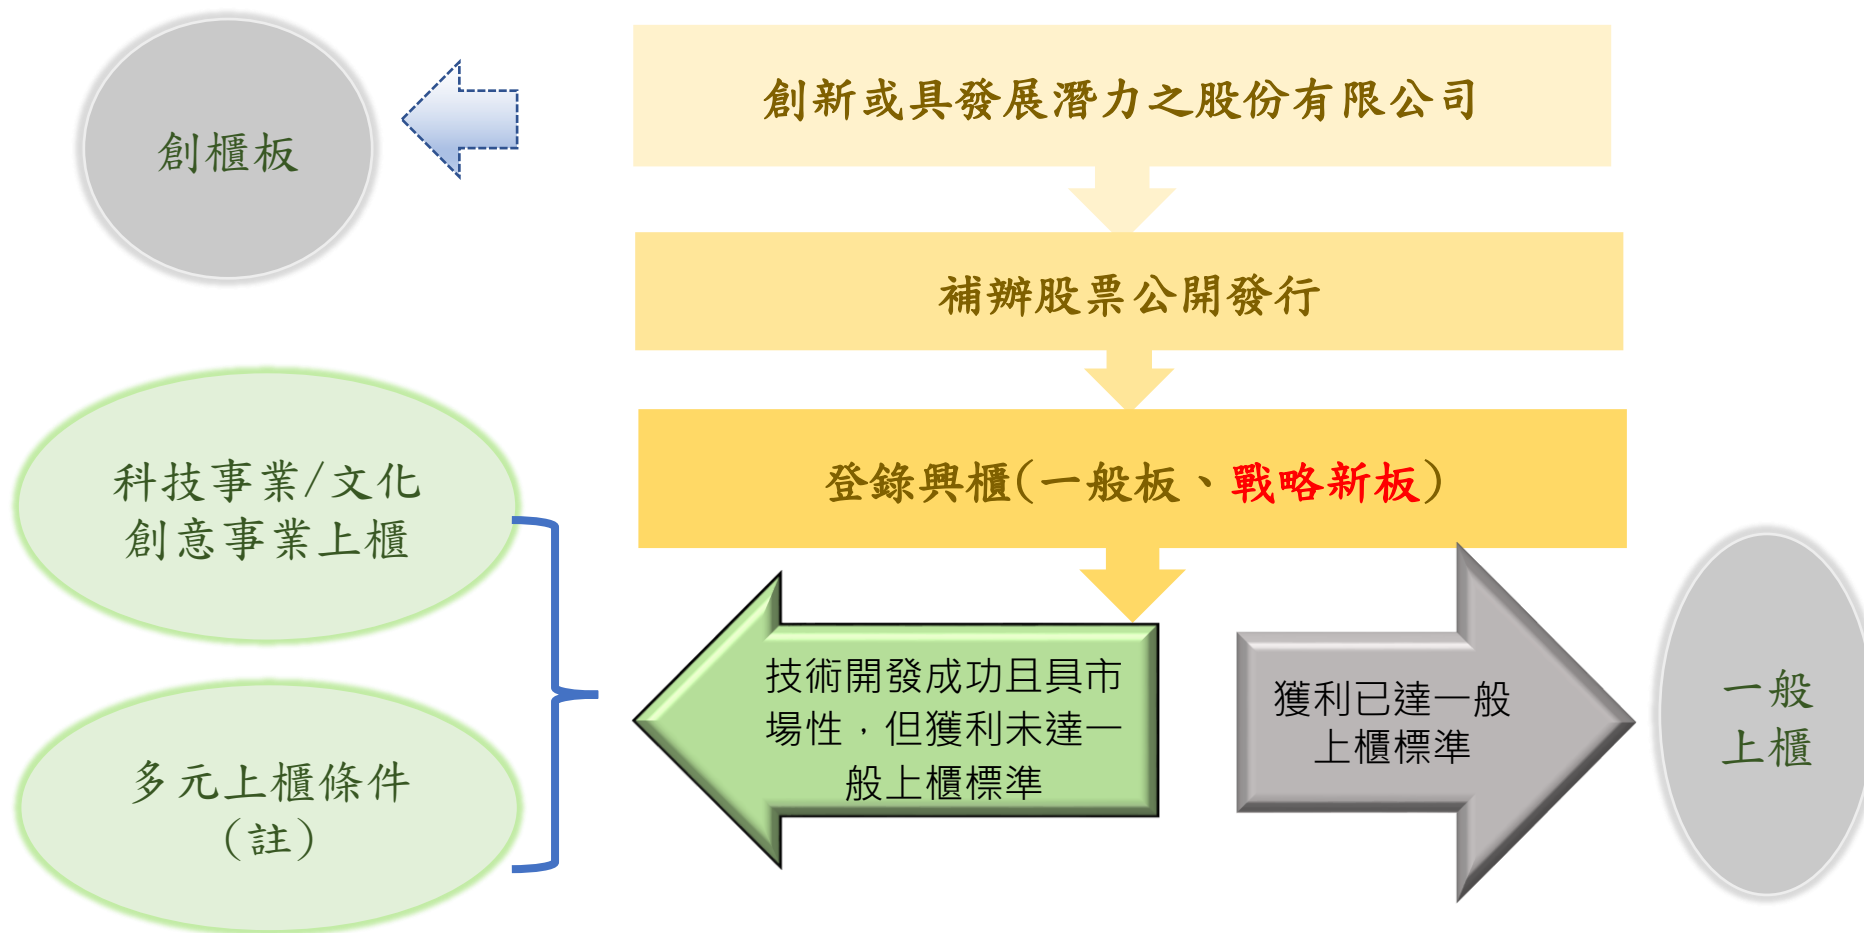 創櫃板
創新或具發展潛力之股份有限公司
補辦股票公開發行
登錄興櫃(一般板、戰略新板)
科技事業/文化
創意事業上櫃
多元上櫃條件
(註)
技術開發成功且具市
場性，但獲利未達一
般上櫃標準
獲利已達一般
上櫃標準
一般
上櫃